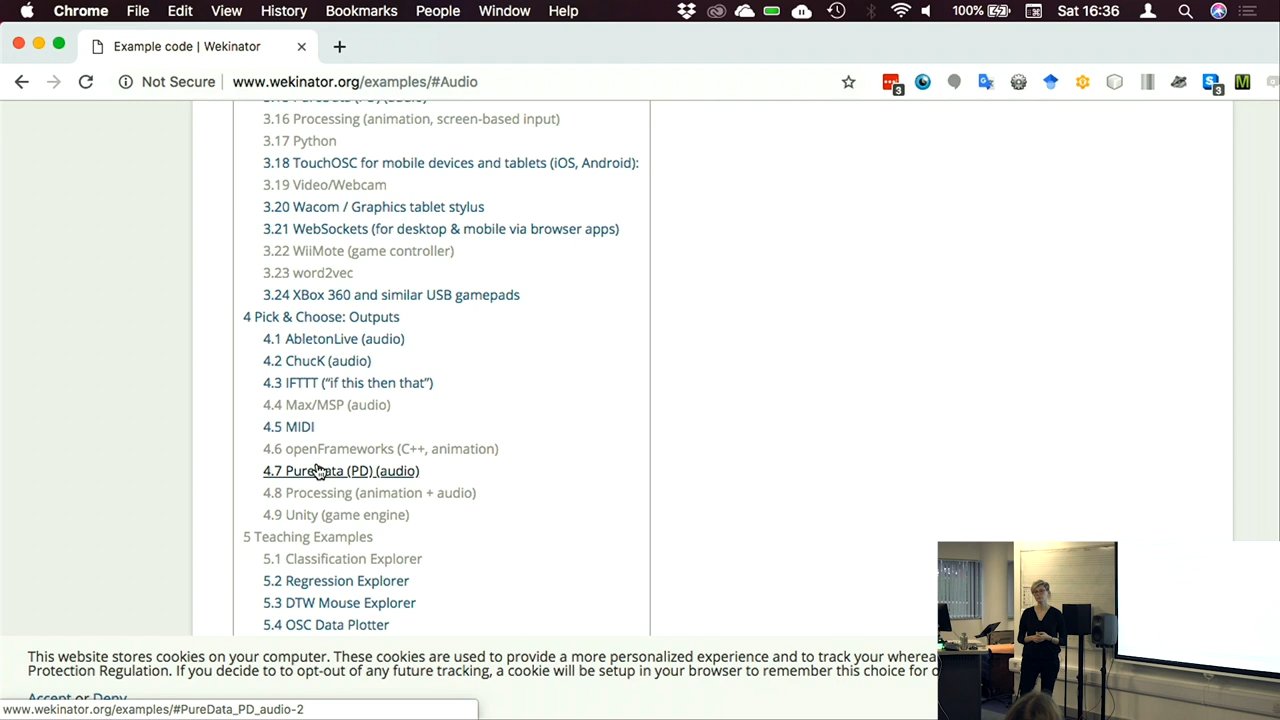 Chrome File Edit View History Bookmarks People Window Help 100% Sat 16:36
Example code | Wekinator
Not Secure www.wekinator.org/examples/#Audio
3 3 M
3.16 Processing (animation, screen-based input)
3.17 Python
3.18 TouchOSC for mobile devices and tablets (iOS, Android):
3.19 Video/Webcam
3.20 Wacom / Graphics tablet stylus
3.21 WebSockets (for desktop & mobile via browser apps)
3.22 WiiMote (game controller)
3.23 word2vec
3.24 XBox 360 and similar USB gamepads
4 Pick & Choose: Outputs
4.1 AbletonLive (audio)
4.2 ChucK (audio)
4.3 IFTTT (“if this then that”)
4.4 Max/MSP (audio)
4.5 MIDI
4.6 openFrameworks (C++, animation)
4.7 PureData (PD) (audio)
4.8 Processing (animation + audio)
4.9 Unity (game engine)
5 Teaching Examples
5.1 Classification Explorer
5.2 Regression Explorer
5.3 DTW Mouse Explorer
5.4 OSC Data Plotter
This website stores cookies on your computer. These cookies are used to provide a more personalized experience and to track your wherea
Protection Regulation. If you decide to to opt-out of any future tracking, a cookie will be setup in your browser to remember this choice for o
Accept or Deny
www.wekinator.org/examples/#PureData_PD_audio-2